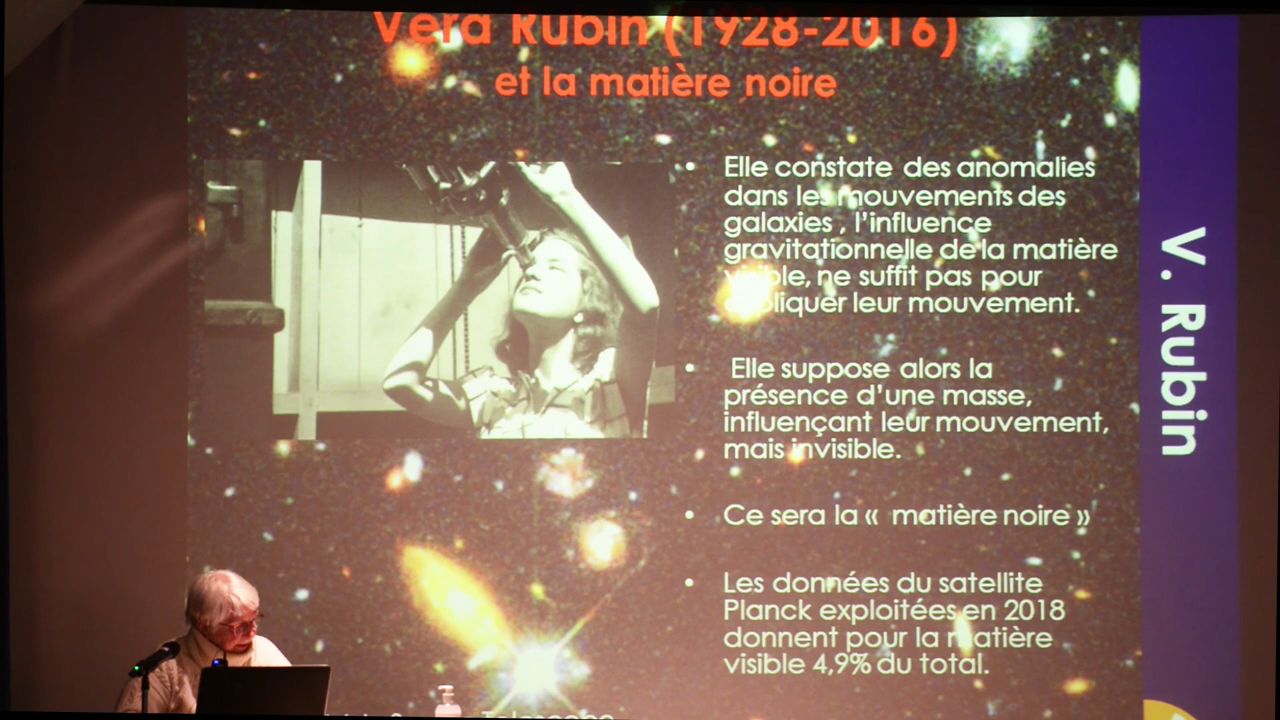 Vera Rubin (1928-2016)
et la matière noire
• Elle constate des anomalies
dans les mouvements des
galaxies , l'influence
gravitationnelle de la matière
visible, ne suffit pas pour
expliquer leur mouvement.
• Elle suppose alors la
présence d'une masse,
influençant leur mouvement,
mais invisible.
• Ce sera la « matière noire »
• Les données du satellite
Planck exploitées en 2018
donnent pour la matière
visible 4,9% du total.
V. Rubin